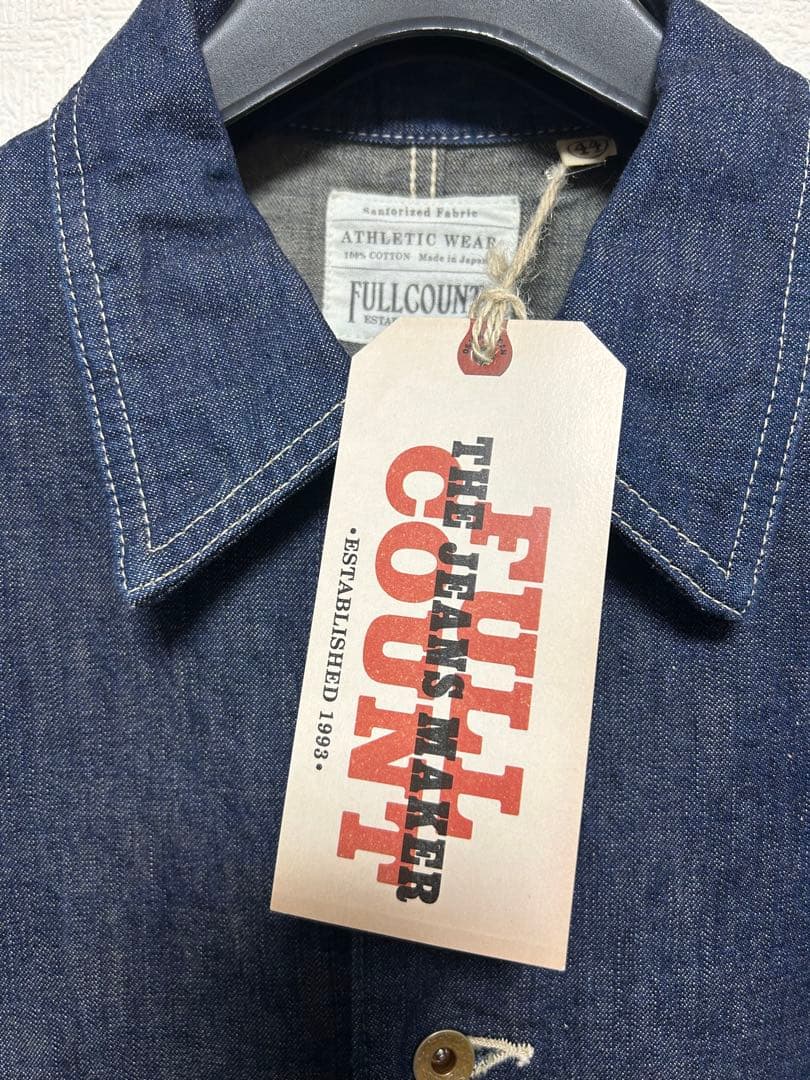 44
Sanforized Fabric
ATHLETIC WEAR
100% COTTON Made in Japan
FULLCOUNT
FULL
COUNT
THE JEANS MAKER
•ESTABLISHED 1993•